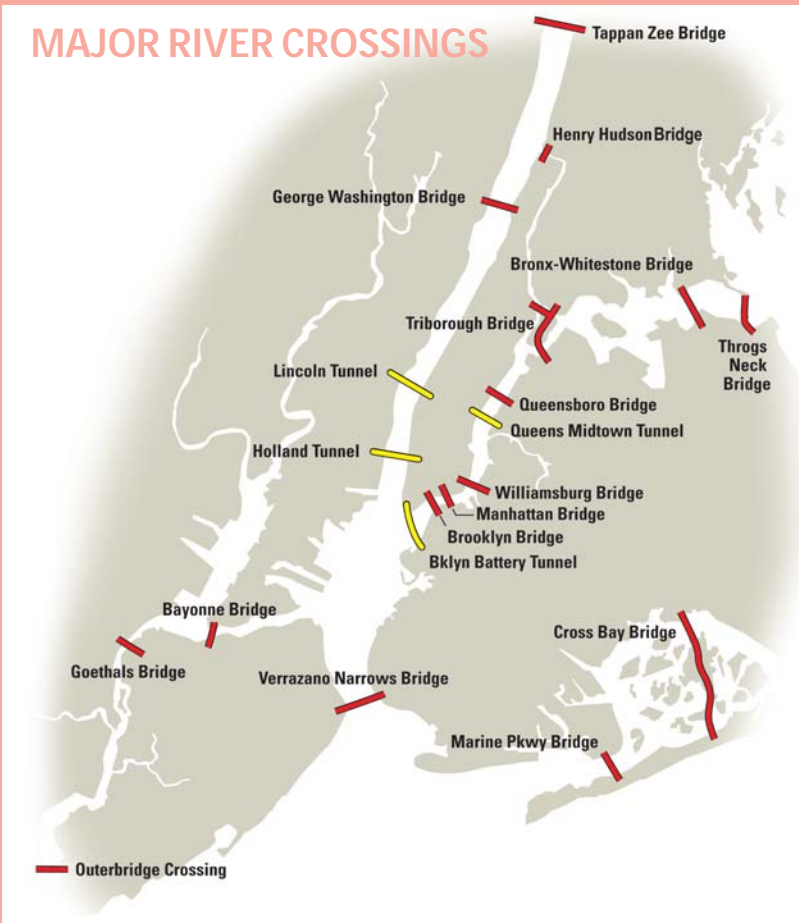 MAJOR RIVER CROSSINGS
Tappan Zee Bridge
Henry Hudson Bridge
George Washington Bridge
Bronx-Whitestone Bridge
Triborough Bridge
Throgs
Neck
Bridge
Lincoln Tunnel
Queensboro Bridge
Queens Midtown Tunnel
Holland Tunnel
Williamsburg Bridge
Manhattan Bridge
Brooklyn Bridge
Bklyn Battery Tunnel
Bayonne Bridge
Cross Bay Bridge
Goethals Bridge
Verrazano Narrows Bridge
Marine Pkwy Bridge
Outerbridge Crossing